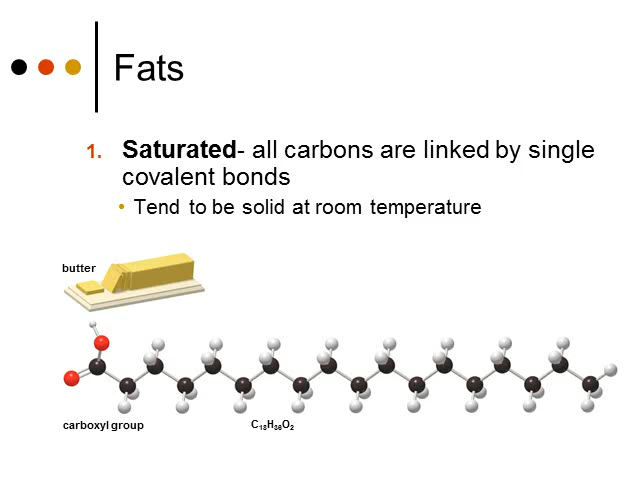 Fats
1. Saturated- all carbons are linked by single
covalent bonds
• Tend to be solid at room temperature
butter
carboxyl group
C₁₈H₃₆O₂